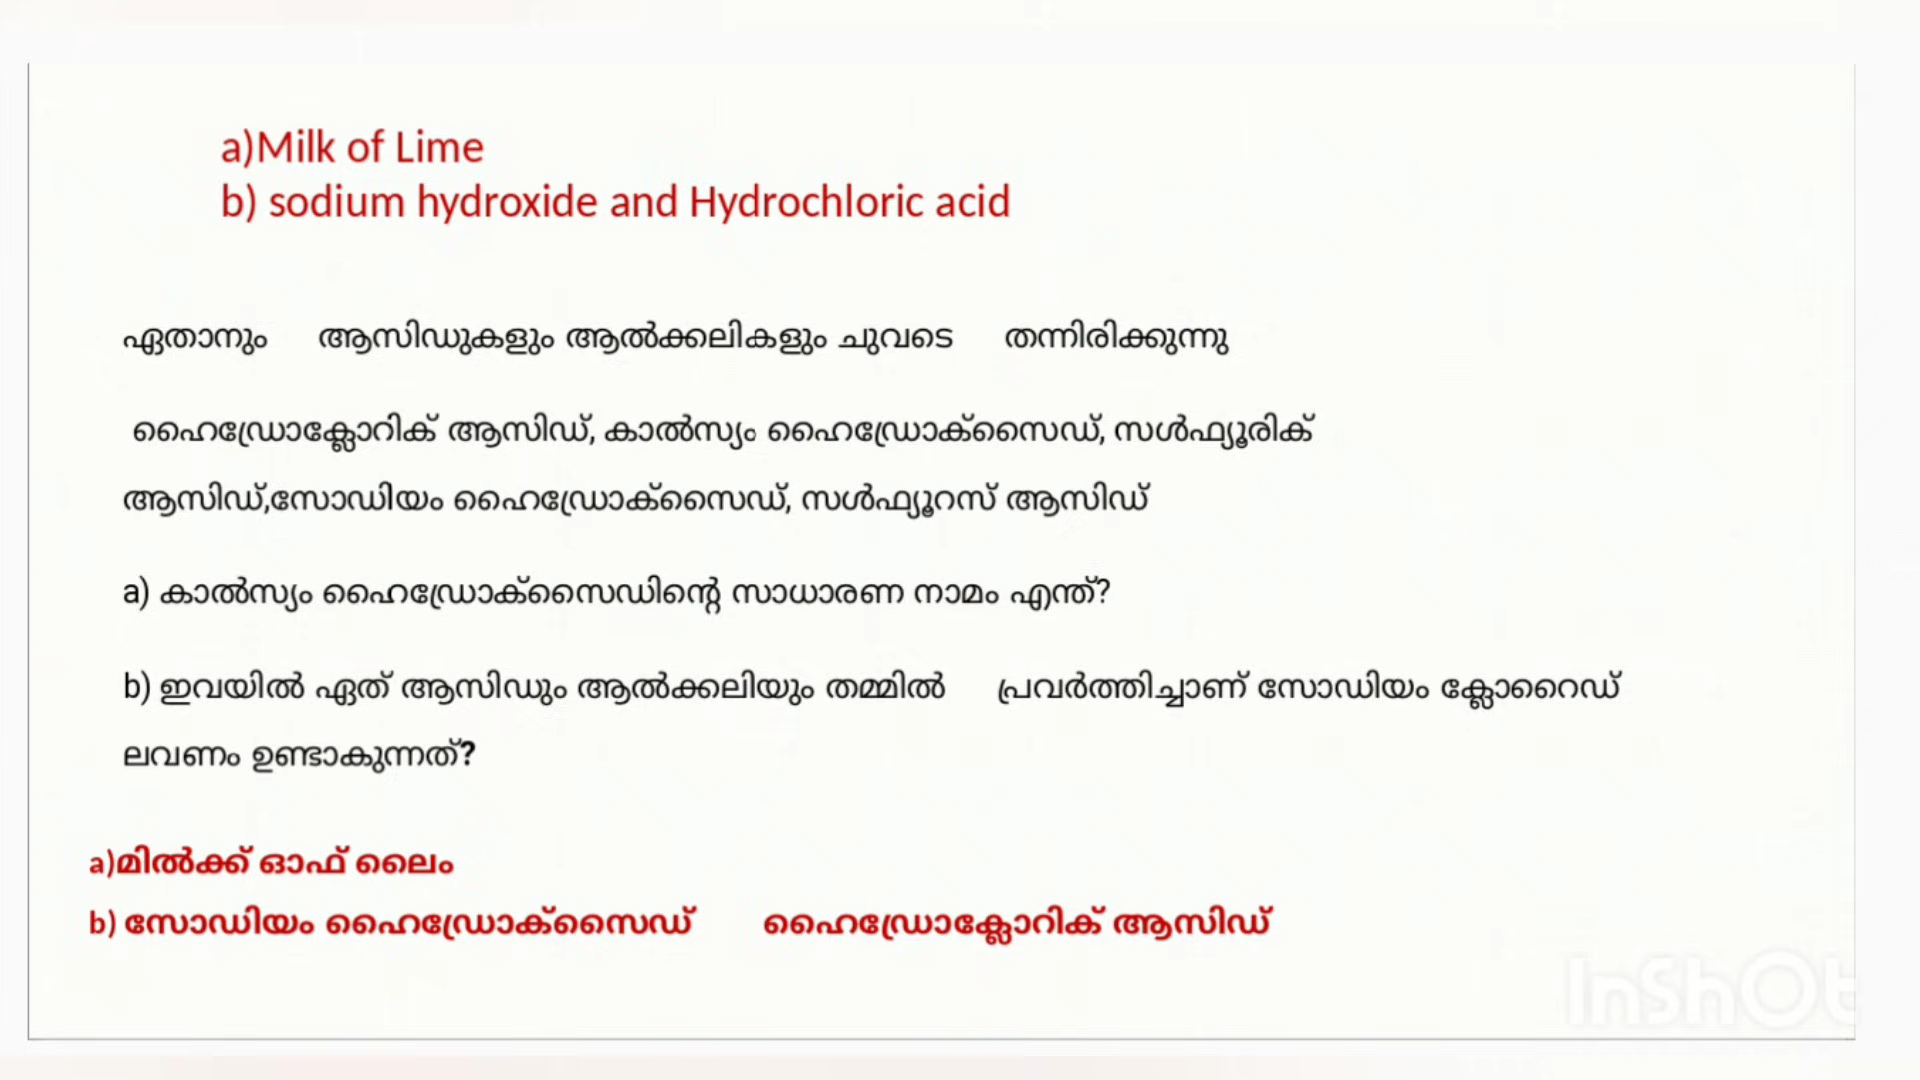 a)Milk of Lime
b) sodium hydroxide and Hydrochloric acid
ഏതാനും ആസിഡുകളും ആൽക്കലികളും ചുവടെ തന്നിരിക്കുന്നു
ഹൈഡ്രോക്ലോറിക് ആസിഡ്, കാൽസ്യം ഹൈഡ്രോക്സൈഡ്, സൾഫ്യൂരിക്
ആസിഡ്,സോഡിയം ഹൈഡ്രോക്സൈഡ്, സൾഫ്യൂറസ് ആസിഡ്
a) കാൽസ്യം ഹൈഡ്രോക്സൈഡിന്റെ സാധാരണ നാമം എന്ത്?
b) ഇവയിൽ ഏത് ആസിഡും ആൽക്കലിയും തമ്മിൽ പ്രവർത്തിച്ചാണ് സോഡിയം ക്ലോറൈഡ്
ലവണം ഉണ്ടാകുന്നത്?
a)മിൽക്ക് ഓഫ് ലൈം
b) സോഡിയം ഹൈഡ്രോക്സൈഡ് ഹൈഡ്രോക്ലോറിക് ആസിഡ്
InShOt